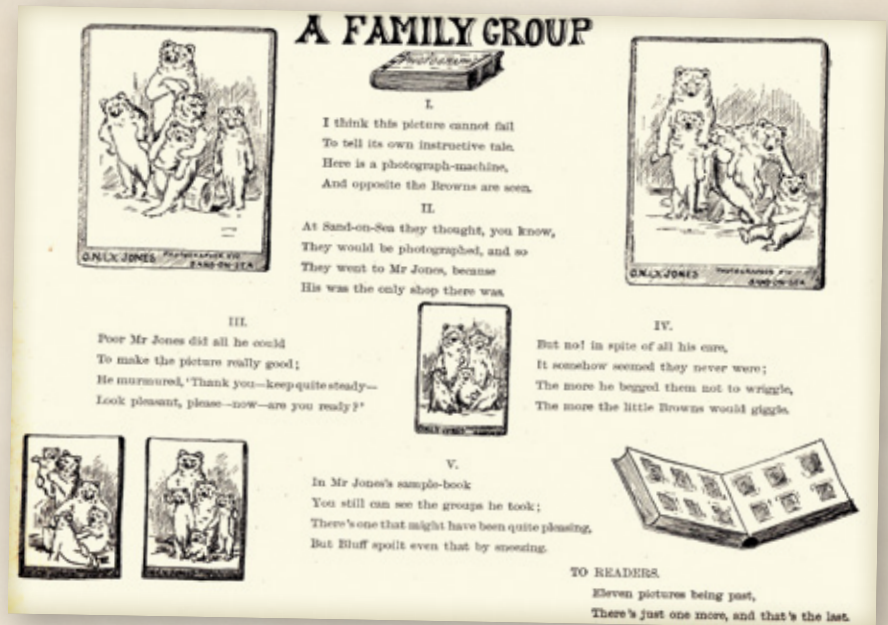 A FAMILY GROUP
PHOTOGRAPHS
I.
I think this picture cannot fail
To tell its own instructive tale.
Here is a photograph-machine,
And opposite the Browns are seen.
II.
At Sand-on-Sea they thought, you know,
They would be photographed, and so
They went to Mr Jones, because
His was the only shop there was.
O.N.LX JONES PHOTOGRAPHER
SAND-ON-SEA
O.N.LX JONES PHOTOGRAPHER
SAND-ON-SEA
III.
Poor Mr Jones did all he could
To make the picture really good;
He murmured, 'Thank you—keep quite steady—
Look pleasant, please—now—are you ready?'
IV.
But no! in spite of all his care,
It somehow seemed they never were;
The more he begged them not to wriggle,
The more the little Browns would giggle.
V.
In Mr Jones's sample-book
You still can see the groups he took;
There's one that might have been quite pleasing,
But Bluff spoilt even that by sneezing.
TO READERS.
Eleven pictures being past,
There's just one more, and that's the last.